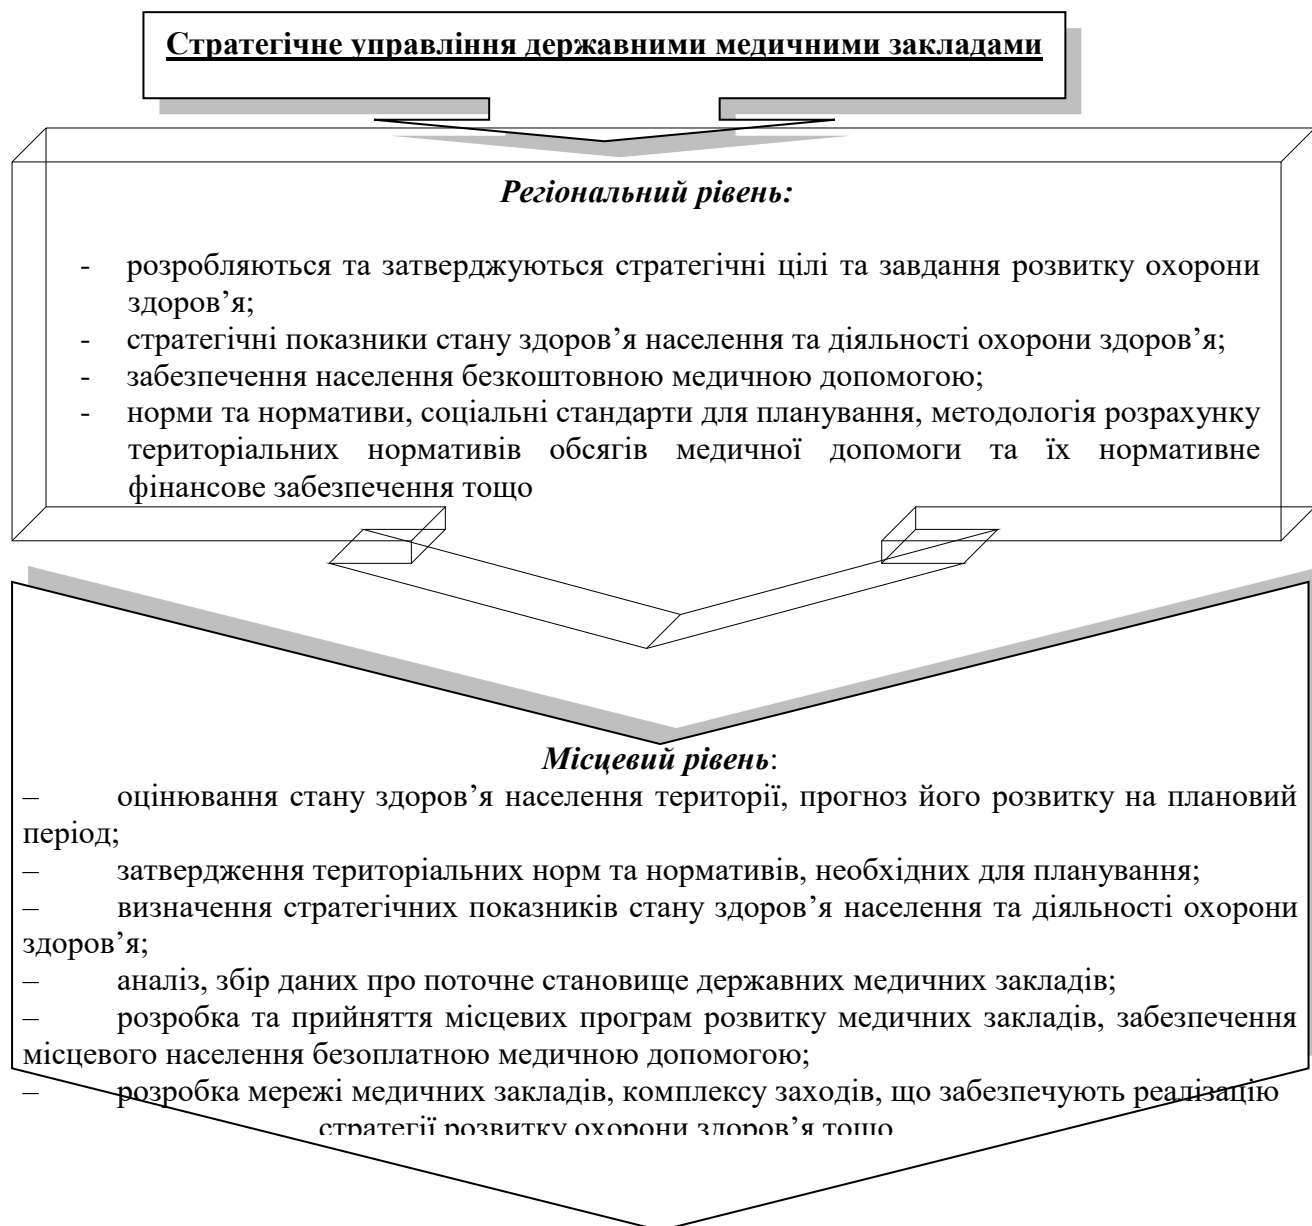 Стратегічне управління державними медичними закладами
Регіональний рівень:
- розробляються та затверджуються стратегічні цілі та завдання розвитку охорони
здоров’я;
- стратегічні показники стану здоров’я населення та діяльності охорони здоров’я;
- забезпечення населення безкоштовною медичною допомогою;
- норми та нормативи, соціальні стандарти для планування, методологія розрахунку
територіальних нормативів обсягів медичної допомоги та їх нормативне
фінансове забезпечення тощо
Місцевий рівень:
– оцінювання стану здоров’я населення території, прогноз його розвитку на плановий
період;
– затвердження територіальних норм та нормативів, необхідних для планування;
– визначення стратегічних показників стану здоров’я населення та діяльності охорони
здоров’я;
– аналіз, збір даних про поточне становище державних медичних закладів;
– розробка та прийняття місцевих програм розвитку медичних закладів, забезпечення
місцевого населення безоплатною медичною допомогою;
– розробка мережі медичних закладів, комплексу заходів, що забезпечують реалізацію
стратегії розвитку охорони здоров’я тощо